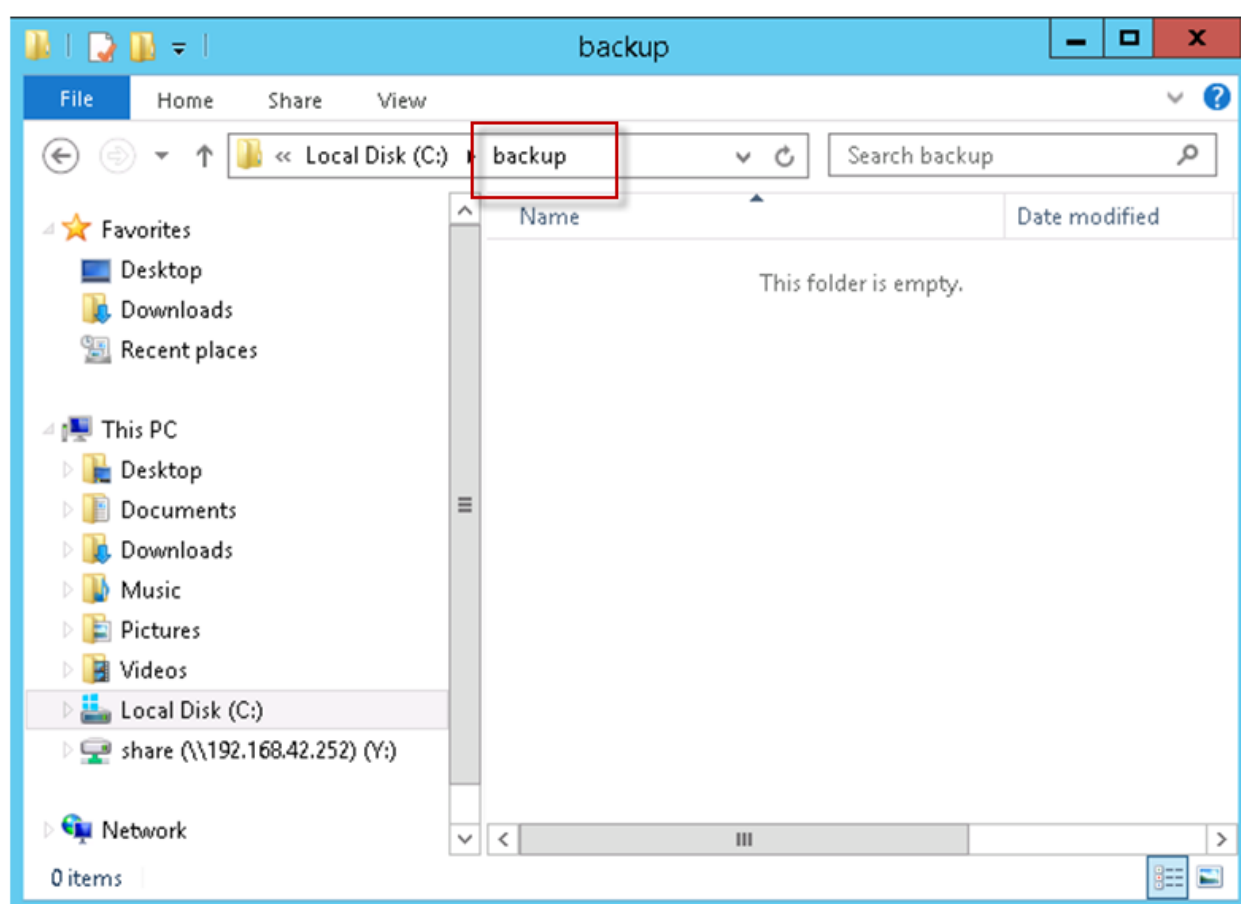 backup
File Home Share View
« Local Disk (C:) backup
Search backup
Name Date modified
This folder is empty.
Favorites
Desktop
Downloads
Recent places
This PC
Desktop
Documents
Downloads
Music
Pictures
Videos
Local Disk (C:)
share (\\192.168.42.252) (Y:)
Network
0 items